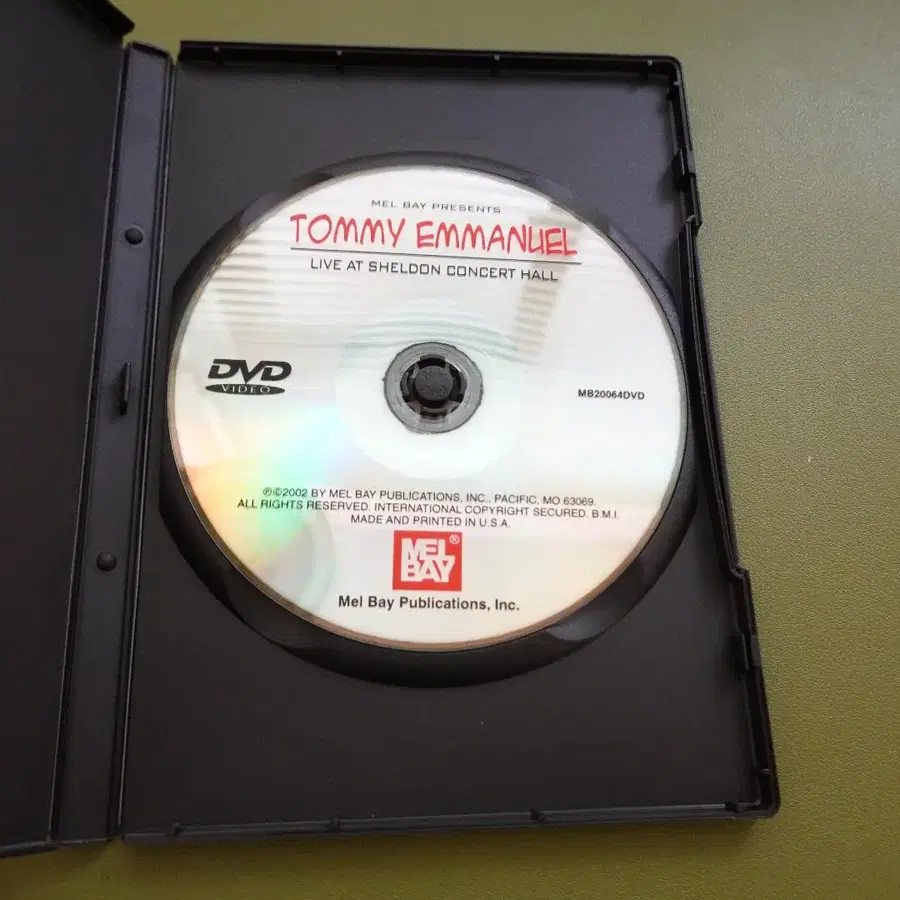 MEL BAY PRESENTS
TOMMY EMMANUEL
LIVE AT SHELDON CONCERT HALL
DVD
VIDEO
MB20064DVD
℗©2002 BY MEL BAY PUBLICATIONS, INC., PACIFIC, MO 63069.
ALL RIGHTS RESERVED. INTERNATIONAL COPYRIGHT SECURED. B.M.I.
MADE AND PRINTED IN U.S.A.
MEL ®
BAY
Mel Bay Publications, Inc.